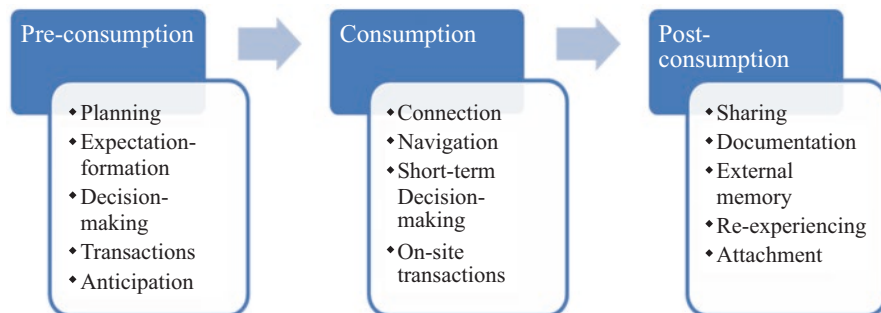 Pre-consumption
◆ Planning
◆ Expectation-
formation
◆ Decision-
making
◆ Transactions
◆ Anticipation
Consumption
◆ Connection
◆ Navigation
◆ Short-term
Decision-
making
◆ On-site
transactions
Post-
consumption
◆ Sharing
◆ Documentation
◆ External
memory
◆ Re-experiencing
◆ Attachment